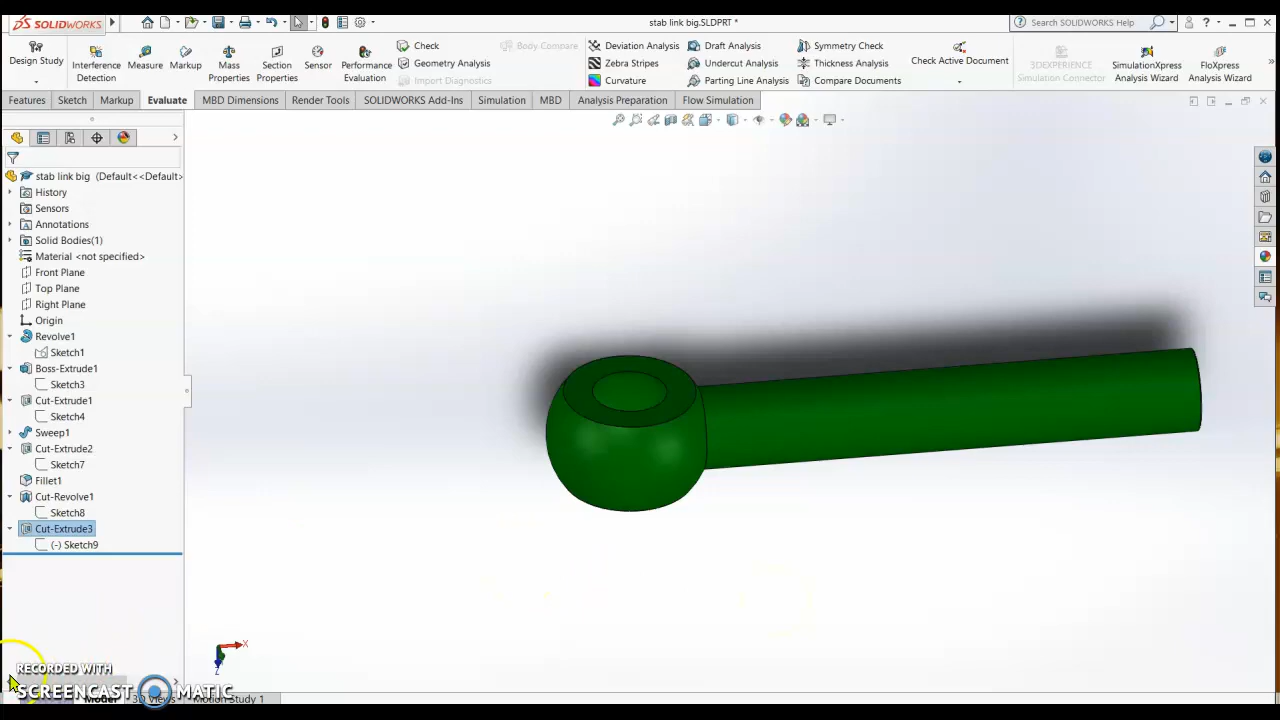 SOLIDWORKS
stab link big.SLDPRT *
Search SOLIDWORKS Help
Design Study
Interference Detection
Measure
Markup
Mass Properties
Section Properties
Sensor
Performance Evaluation
Check
Geometry Analysis
Import Diagnostics
Body Compare
Deviation Analysis
Zebra Stripes
Curvature
Draft Analysis
Undercut Analysis
Parting Line Analysis
Symmetry Check
Thickness Analysis
Compare Documents
Check Active Document
3DEXPERIENCE Simulation Connector
SimulationXpress Analysis Wizard
FloXpress Analysis Wizard
Features Sketch Markup Evaluate MBD Dimensions Render Tools SOLIDWORKS Add-Ins Simulation MBD Analysis Preparation Flow Simulation
stab link big (Default<<Default>
History
Sensors
Annotations
Solid Bodies(1)
Material <not specified>
Front Plane
Top Plane
Right Plane
Origin
Revolve1
Sketch1
Boss-Extrude1
Sketch3
Cut-Extrude1
Sketch4
Sweep1
Cut-Extrude2
Sketch7
Fillet1
Cut-Revolve1
Sketch8
Cut-Extrude3
(-) Sketch9
X
Z
RECORDED WITH
SCREENCAST MATIC
Model 3D Views Motion Study 1